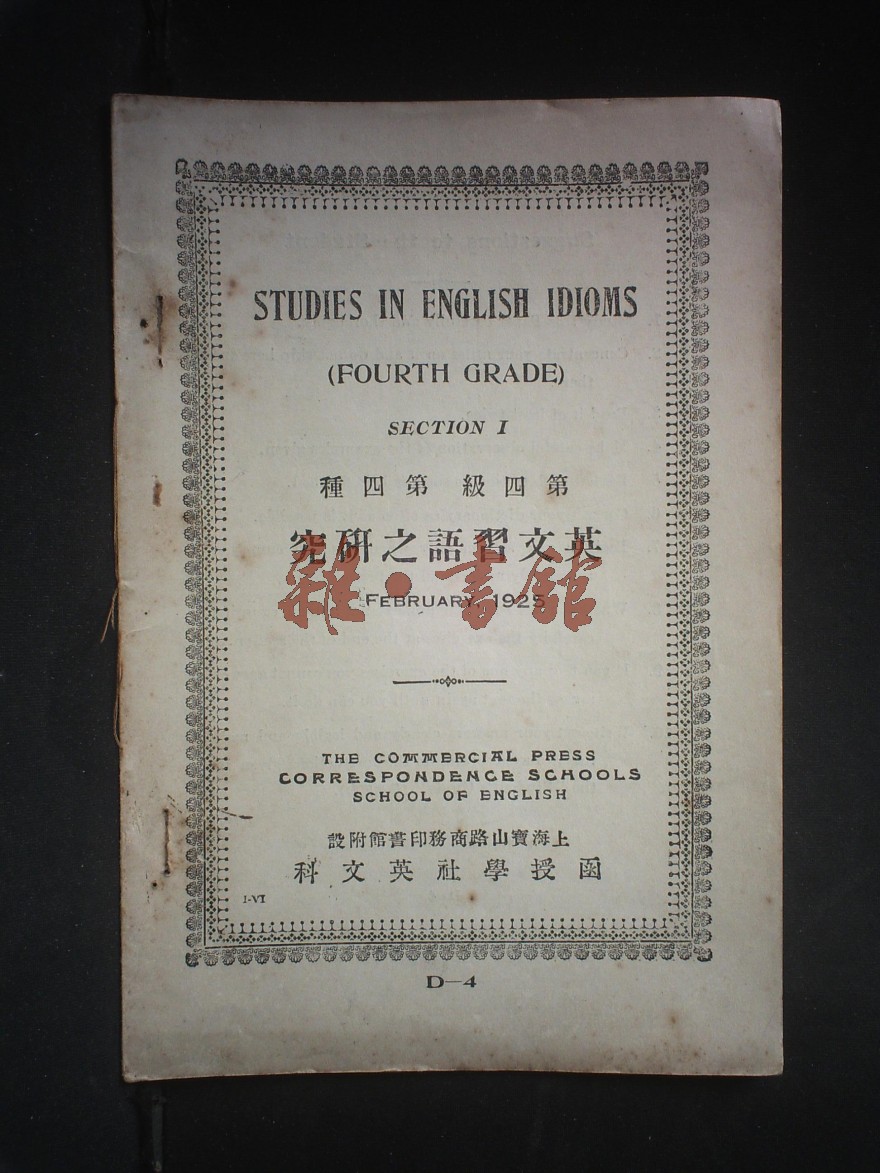 STUDIES IN ENGLISH IDIOMS
(FOURTH GRADE)
SECTION I
第四級 第四種
英文習語之硏究
雜·書館
FEBRUARY, 1925
THE COMMERCIAL PRESS
CORRESPONDENCE SCHOOLS
SCHOOL OF ENGLISH
上海寶山路商務印書館附設
函授學社英文科
I-VI
D-4